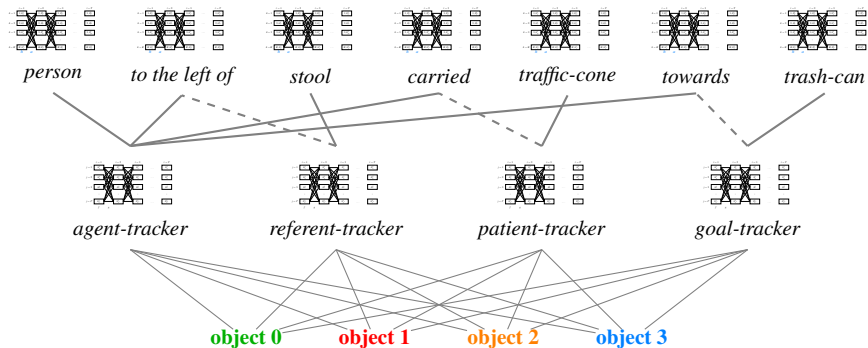 person to the left of stool carried traffic-cone towards trash-can
agent-tracker referent-tracker patient-tracker goal-tracker
object 0 object 1 object 2 object 3